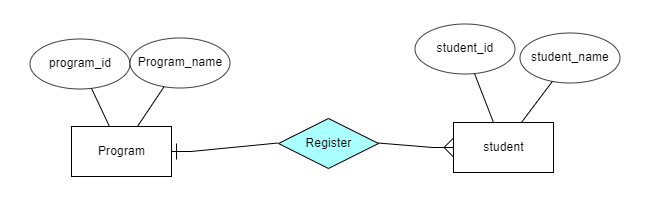 student_id
program_id
Program_name
student_name
Program
Register
student